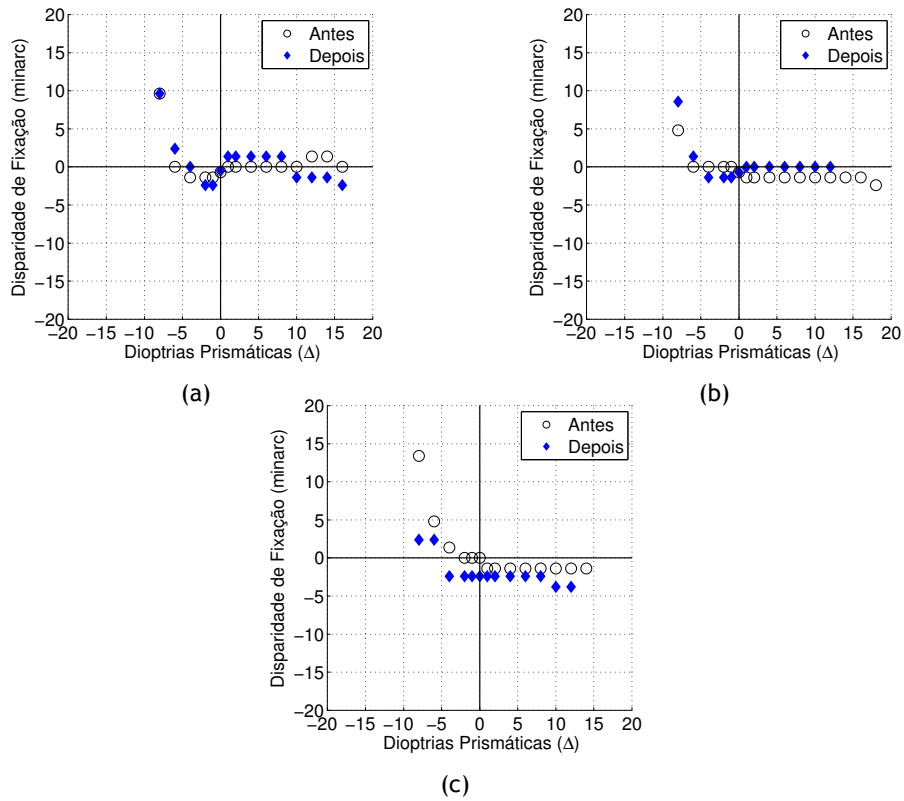 20
15
10
5
0
−5
−10
−15
−20
−20 −15 −10 −5 0 5 10 15 20
Disparidade de Fixação (minarc)
Dioptrias Prismáticas (Δ)
Antes
Depois
(a)
20
15
10
5
0
−5
−10
−15
−20
−20 −15 −10 −5 0 5 10 15 20
Disparidade de Fixação (minarc)
Dioptrias Prismáticas (Δ)
Antes
Depois
(b)
20
15
10
5
0
−5
−10
−15
−20
−20 −15 −10 −5 0 5 10 15 20
Disparidade de Fixação (minarc)
Dioptrias Prismáticas (Δ)
Antes
Depois
(c)